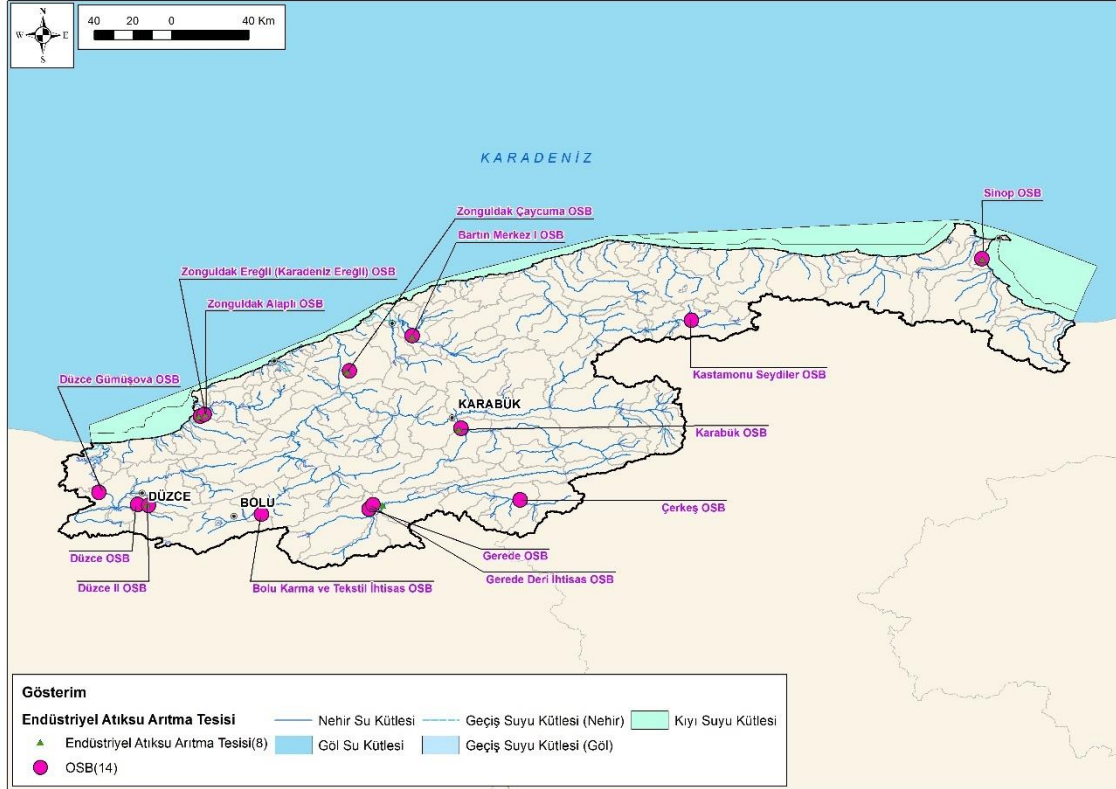 N
W E
S
40 20 0 40 Km
KARADENİZ
Sinop OSB
Zonguldak Çaycuma OSB
Bartın Merkez I OSB
Zonguldak Ereğli (Karadeniz Ereğli) OSB
Zonguldak Alaplı OSB
Kastamonu Seydiler OSB
Düzce Gümüşova OSB
KARABÜK
Karabük OSB
DÜZCE
BOLU
Çerkeş OSB
Düzce OSB
Gerede OSB
Düzce II OSB
Bolu Karma ve Tekstil İhtisas OSB
Gerede Deri İhtisas OSB
Gösterim
Endüstriyel Atıksu Arıtma Tesisi
Endüstriyel Atıksu Arıtma Tesisi(8)
OSB(14)
Nehir Su Kütlesi
Göl Su Kütlesi
Geçiş Suyu Kütlesi (Nehir)
Geçiş Suyu Kütlesi (Göl)
Kıyı Suyu Kütlesi